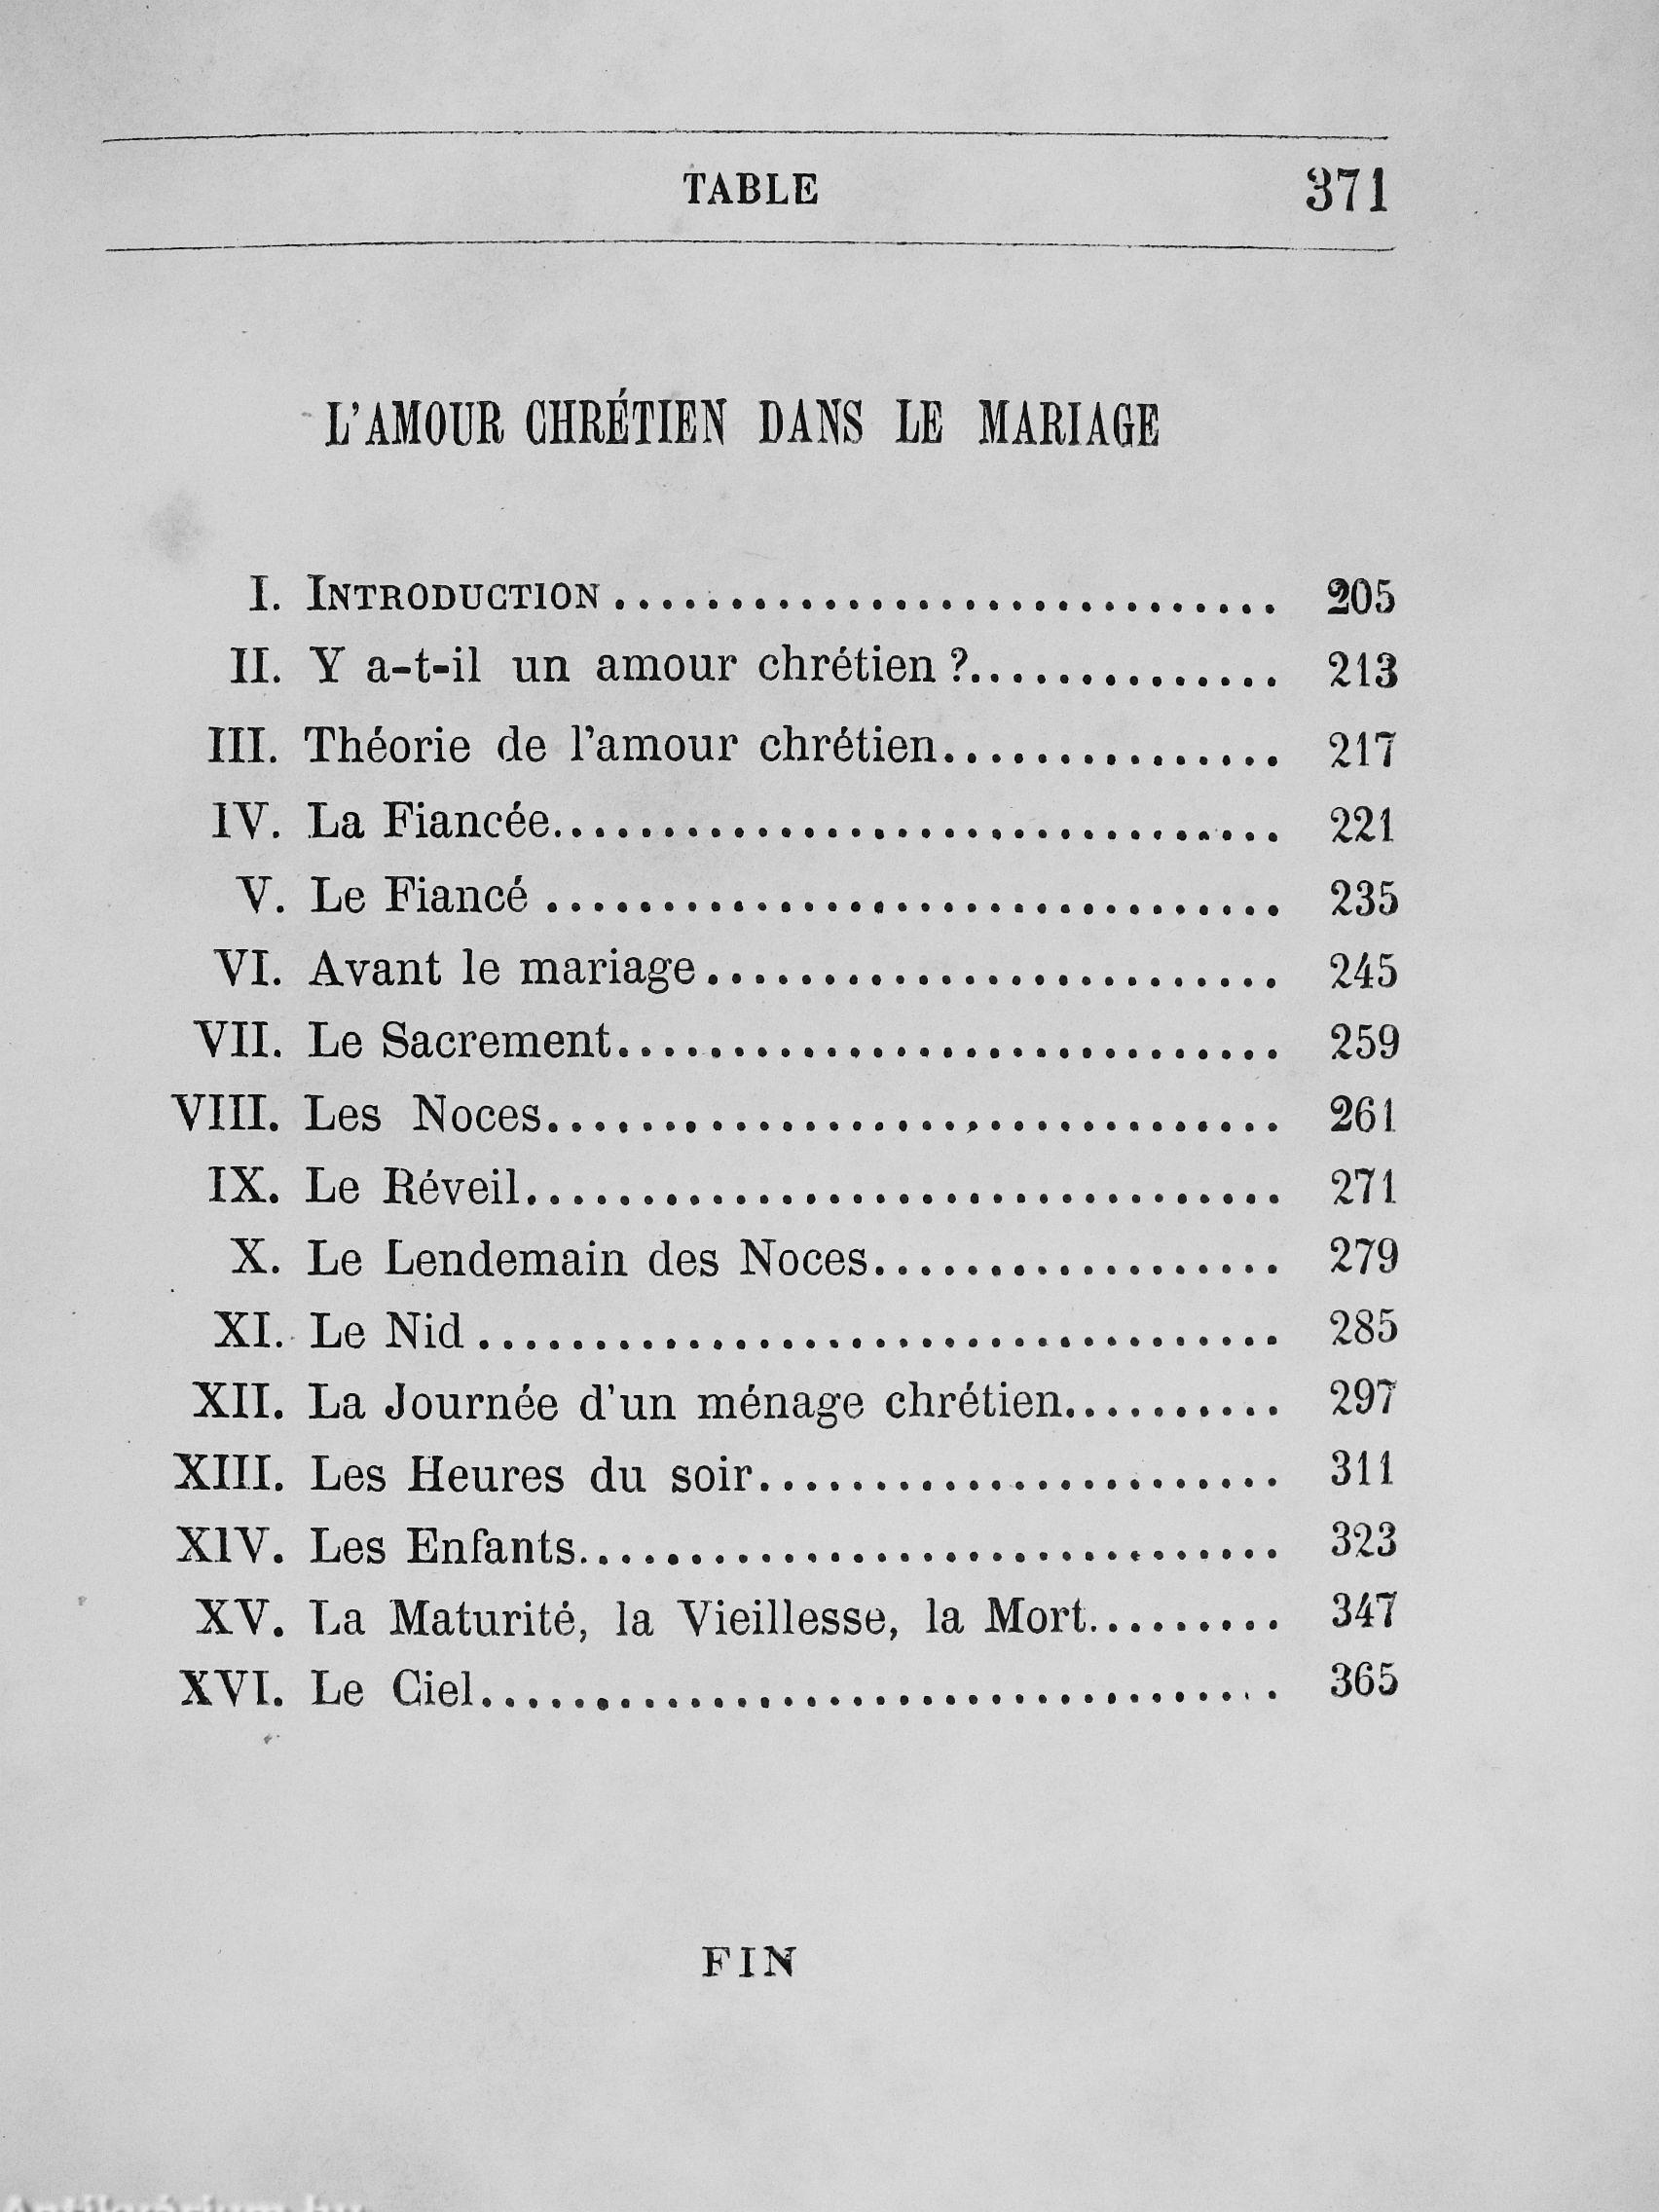 TABLE 371
L'AMOUR CHRÉTIEN DANS LE MARIAGE
I. INTRODUCTION.............................. 205
II. Y a-t-il un amour chrétien?.............. 213
III. Théorie de l'amour chrétien............... 217
IV. La Fiancée................................ 221
V. Le Fiancé................................ 235
VI. Avant le mariage......................... 245
VII. Le Sacrement............................. 259
VIII. Les Noces................................ 261
IX. Le Réveil................................. 271
X. Le Lendemain des Noces.................. 279
XI. Le Nid................................... 285
XII. La Journée d'un ménage chrétien.......... 297
XIII. Les Heures du soir....................... 311
XIV. Les Enfants............................... 323
XV. La Maturité, la Vieillesse, la Mort......... 347
XVI. Le Ciel................................... 365
FIN